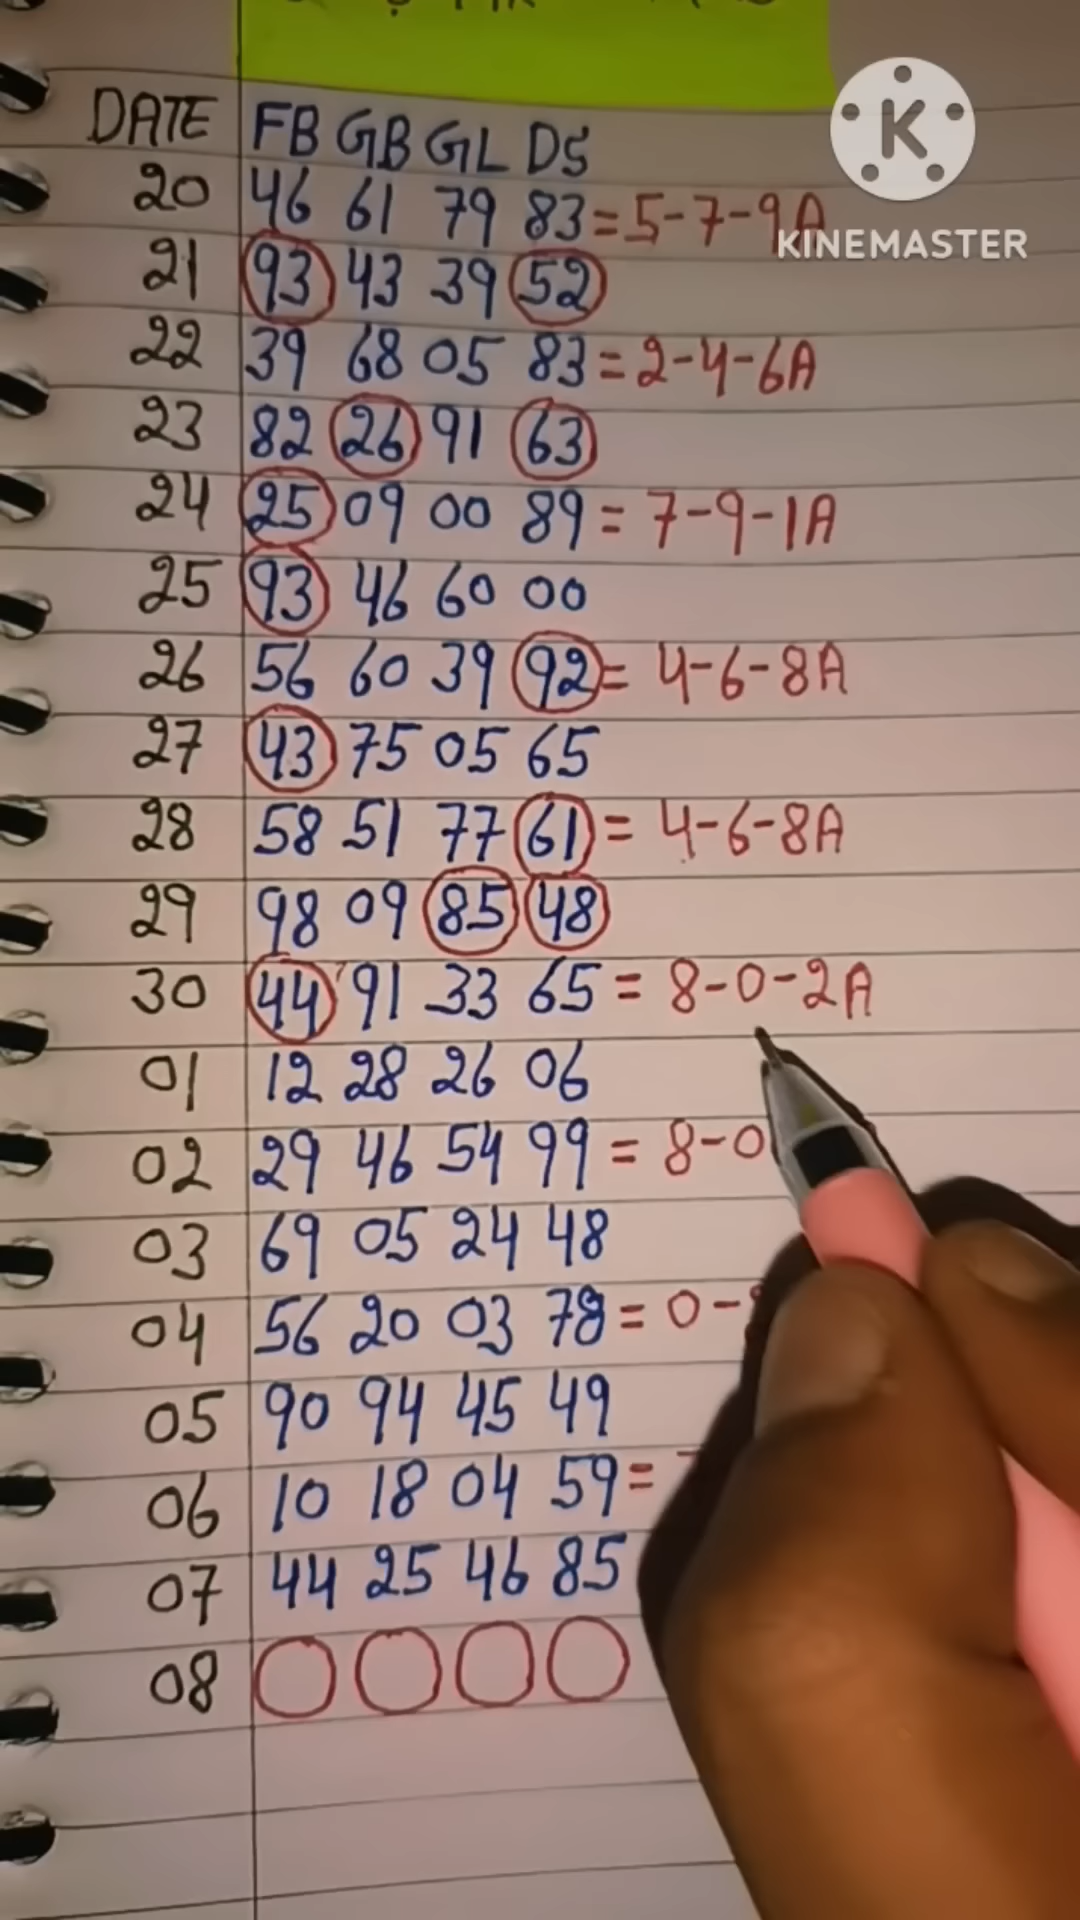 DATE FB GB GL DS
20 46 61 79 83 = 5-7-9A
KINEMASTER
21 93 43 39 52
22 39 68 05 83 = 2-4-6A
23 82 26 91 63
24 25 09 00 89 = 7-9-1A
25 93 46 60 00
26 56 60 39 92 = 4-6-8A
27 43 75 05 65
28 58 51 77 61 = 4-6-8A
29 98 09 85 48
30 44 91 33 65 = 8-0-2A
01 12 28 26 06
02 29 46 54 99 = 8-0
03 69 05 24 48
04 56 20 03 78 = 0-
05 90 94 45 49
06 10 18 04 59 =
07 44 25 46 85
08